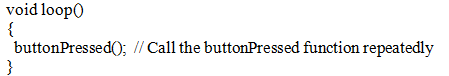 void loop()
{
  buttonPressed();  // Call the buttonPressed function repeatedly
}